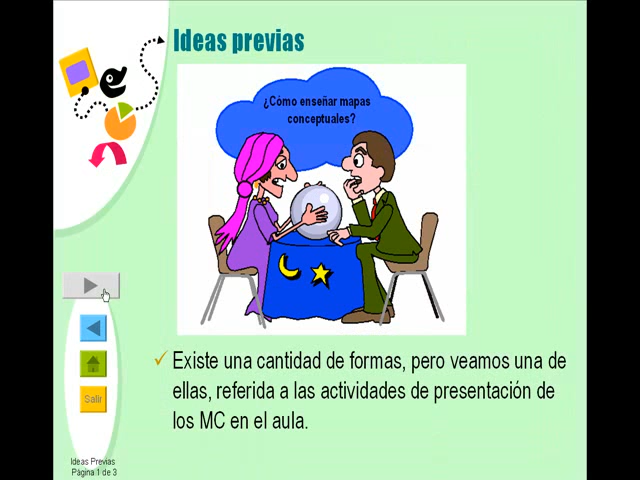 Ideas previas
¿Cómo enseñar mapas
conceptuales?
Existe una cantidad de formas, pero veamos una de
ellas, referida a las actividades de presentación de
los MC en el aula.
Salir
Ideas Previas
Página 1 de 3